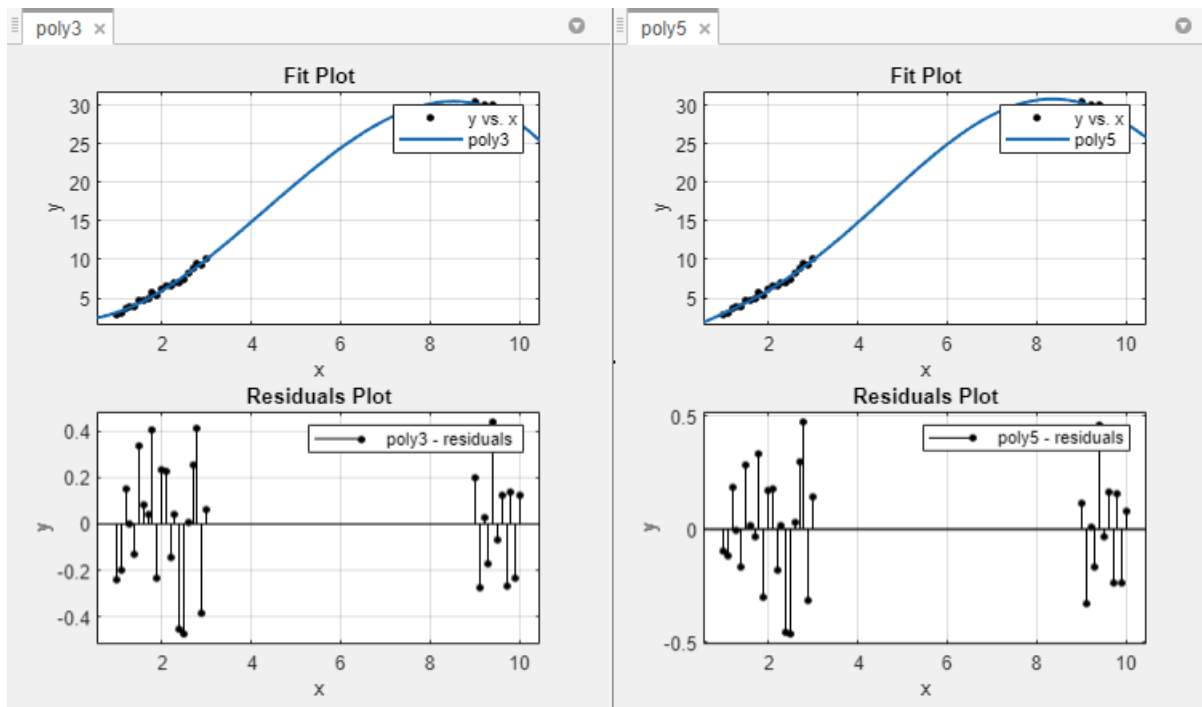 poly3
Fit Plot
30
25
20
15
10
5
y
y vs. x
poly3
2 4 6 8 10
x
Residuals Plot
0.4
0.2
0
-0.2
-0.4
y
poly3 - residuals
2 4 6 8 10
x
poly5
Fit Plot
30
25
20
15
10
5
y
y vs. x
poly5
2 4 6 8 10
x
Residuals Plot
0.5
0
-0.5
y
poly5 - residuals
2 4 6 8 10
x